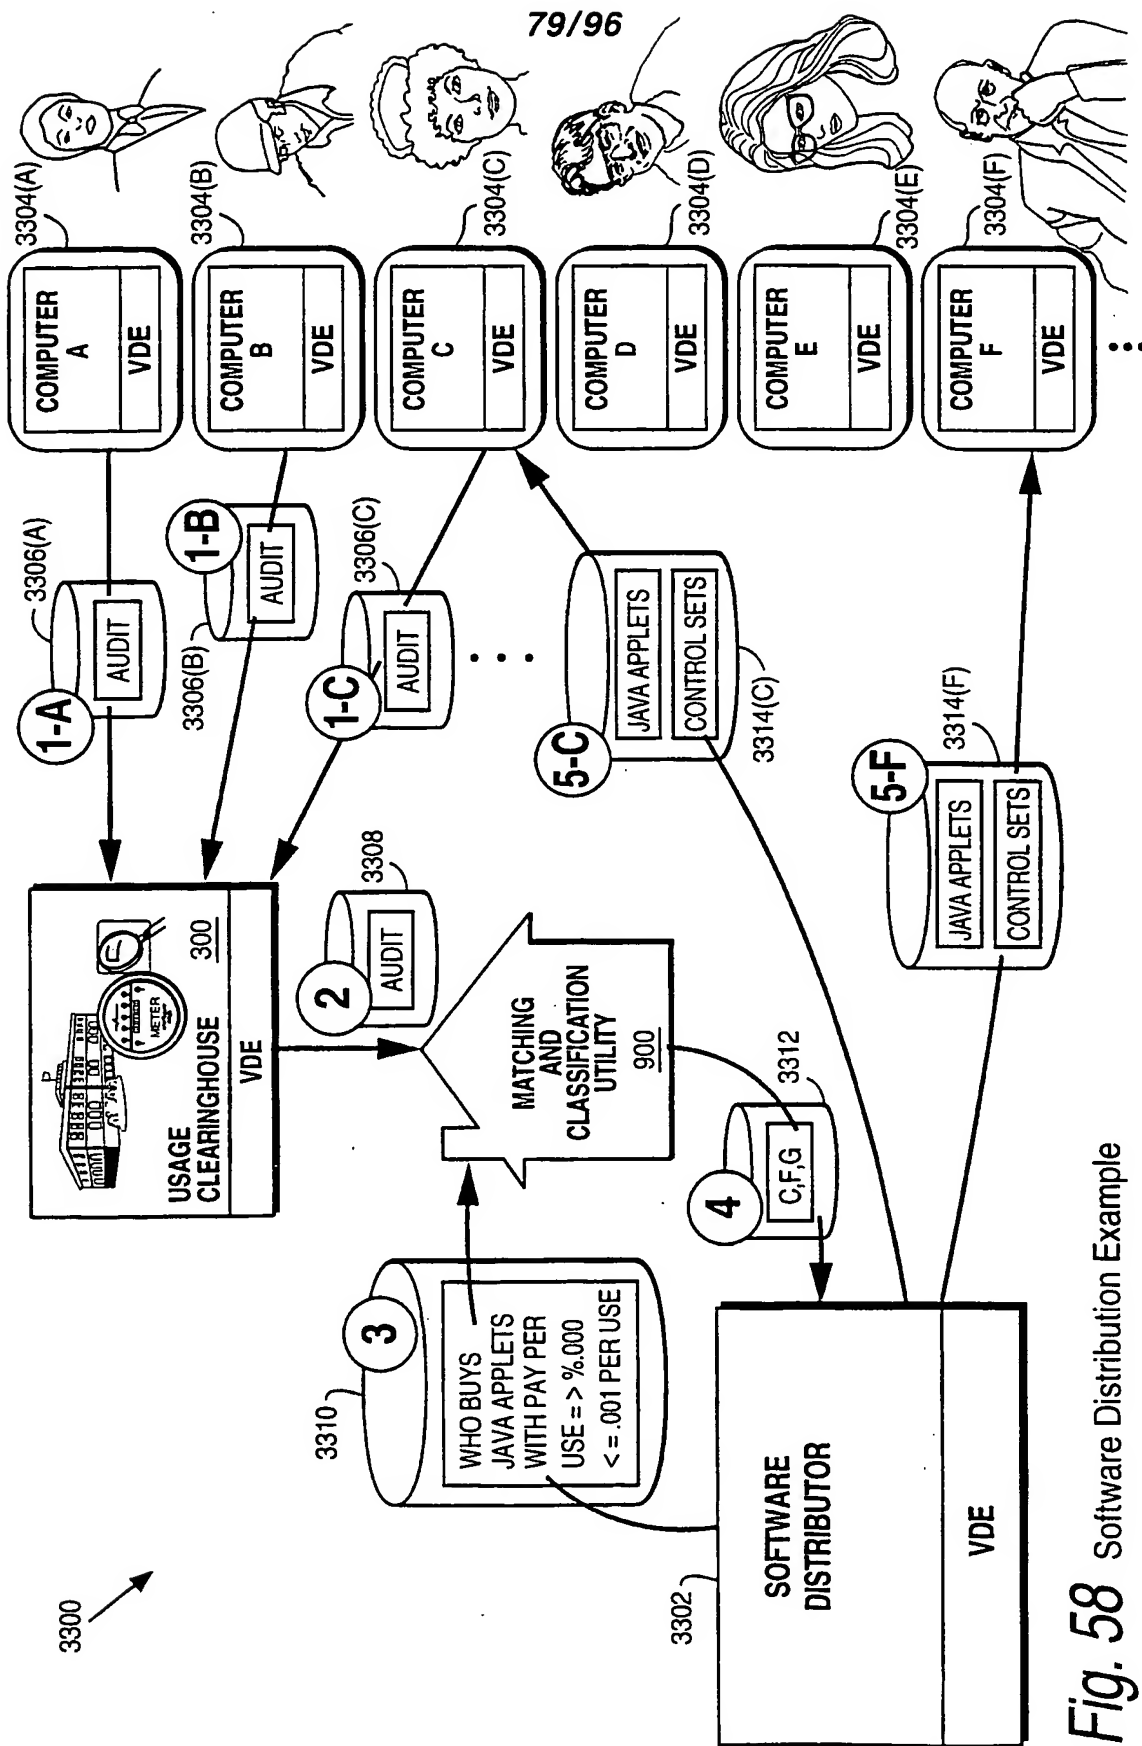 79/96
3300
3302
SOFTWARE
DISTRIBUTOR
VDE
3310
3
WHO BUYS
JAVA APPLETS
WITH PAY PER
USE = > %.000
< = .001 PER USE
USAGE
CLEARINGHOUSE
300
METER
VDE
2
AUDIT
3308
MATCHING
AND
CLASSIFICATION
UTILITY
900
4
C,F,G
3312
1-A
AUDIT
3306(A)
1-B
AUDIT
3306(B)
1-C
AUDIT
3306(C)
5-C
JAVA APPLETS
CONTROL SETS
3314(C)
5-F
JAVA APPLETS
CONTROL SETS
3314(F)
COMPUTER
A
VDE
3304(A)
COMPUTER
B
VDE
3304(B)
COMPUTER
C
VDE
3304(C)
COMPUTER
D
VDE
3304(D)
COMPUTER
E
VDE
3304(E)
COMPUTER
F
VDE
3304(F)
Fig. 58 Software Distribution Example